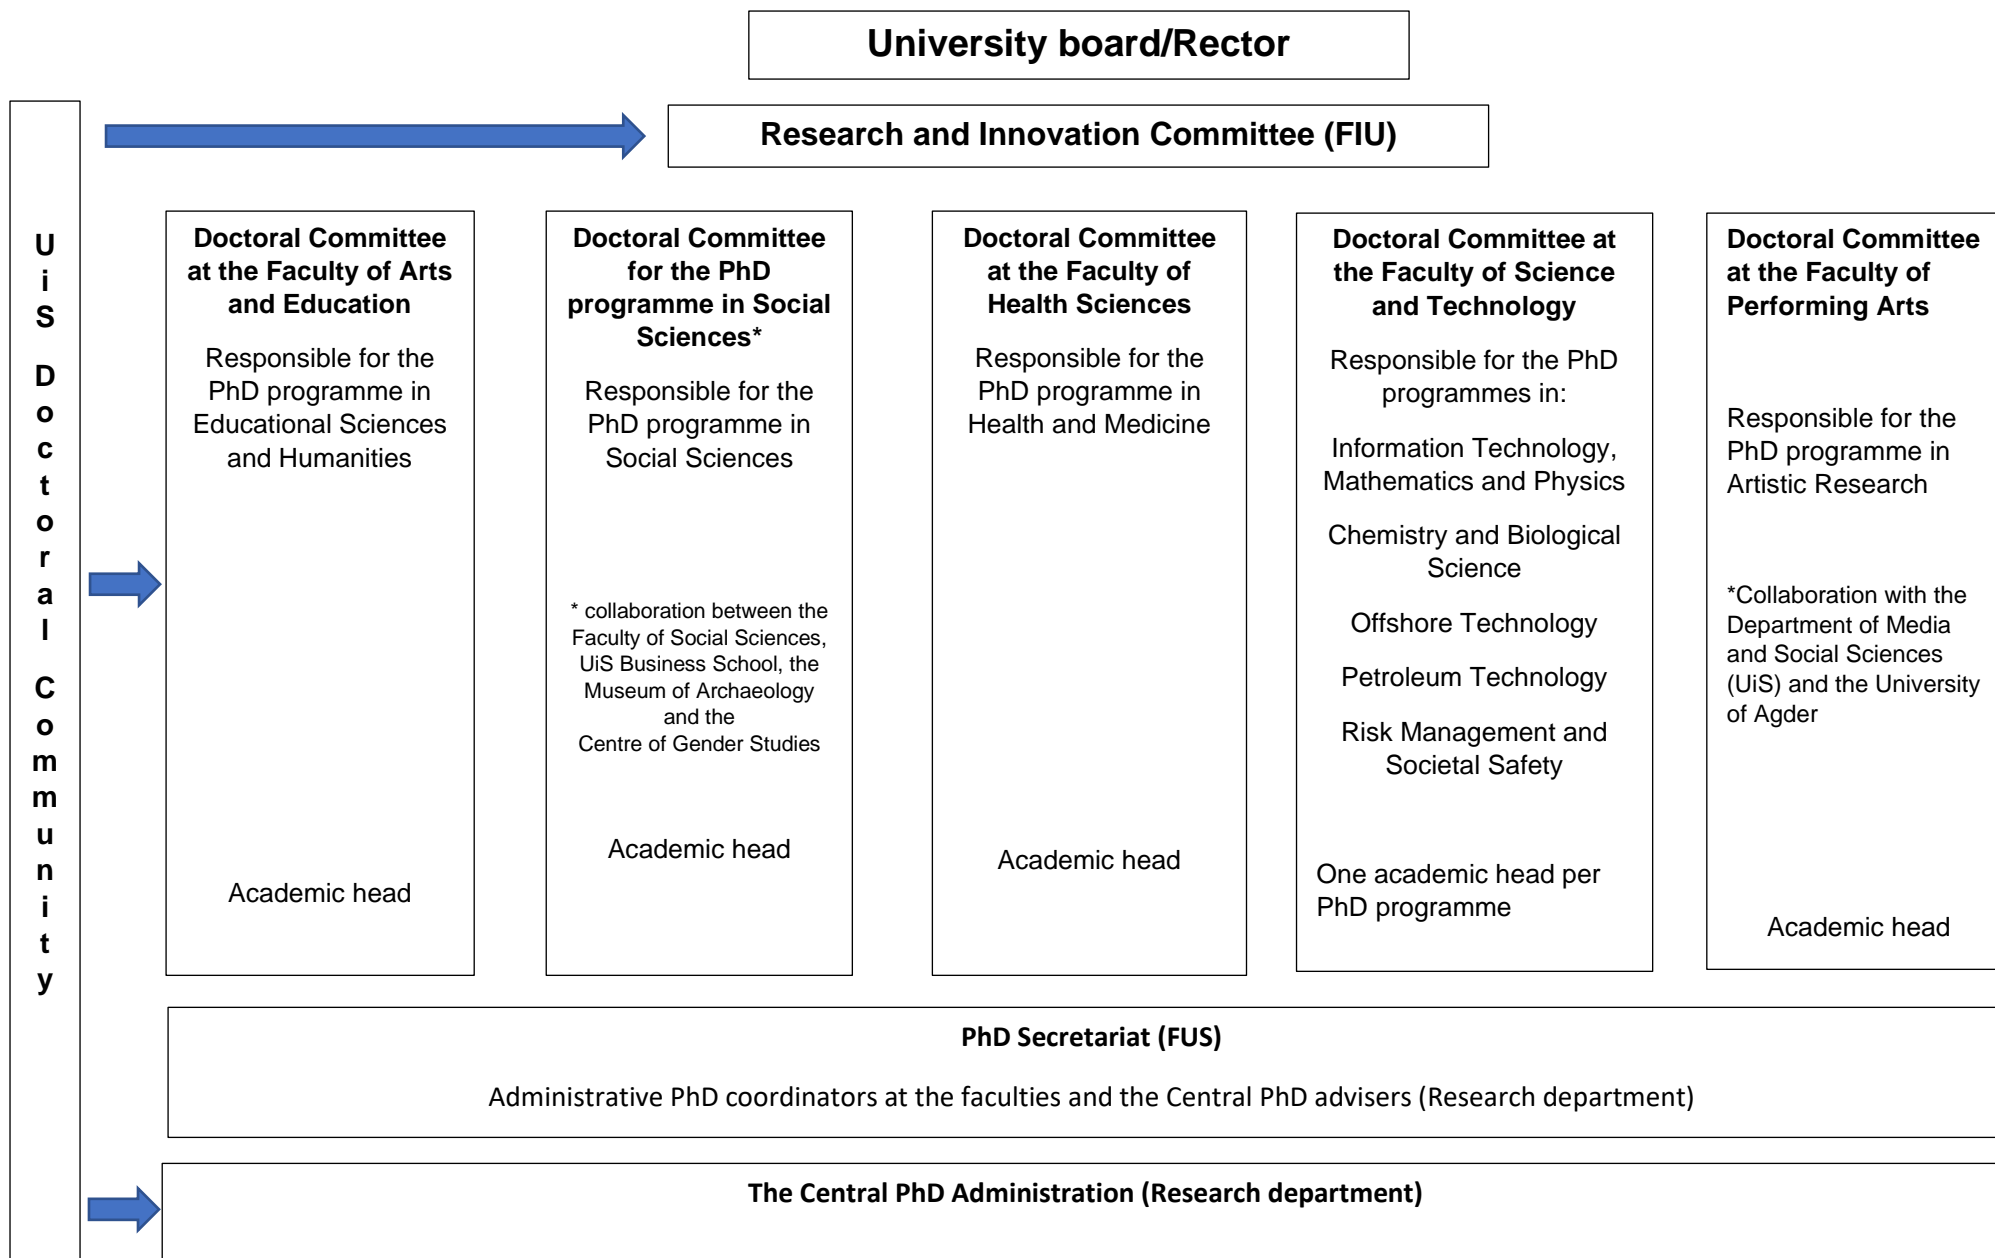 University board/Rector
Research and Innovation Committee (FIU)
UiS Doctoral Community
Doctoral Committee
at the Faculty of Arts
and Education
Responsible for the
PhD programme in
Educational Sciences
and Humanities
Academic head
Doctoral Committee
for the PhD
programme in Social
Sciences*
Responsible for the
PhD programme in
Social Sciences
* collaboration between the
Faculty of Social Sciences,
UiS Business School, the
Museum of Archaeology
and the
Centre of Gender Studies
Academic head
Doctoral Committee
at the Faculty of
Health Sciences
Responsible for the
PhD programme in
Health and Medicine
Academic head
Doctoral Committee at
the Faculty of Science
and Technology
Responsible for the PhD
programmes in:
Information Technology,
Mathematics and Physics
Chemistry and Biological
Science
Offshore Technology
Petroleum Technology
Risk Management and
Societal Safety
One academic head per
PhD programme
Doctoral Committee
at the Faculty of
Performing Arts
Responsible for the
PhD programme in
Artistic Research
*Collaboration with the
Department of Media
and Social Sciences
(UiS) and the University
of Agder
Academic head
PhD Secretariat (FUS)
Administrative PhD coordinators at the faculties and the Central PhD advisers (Research department)
The Central PhD Administration (Research department)